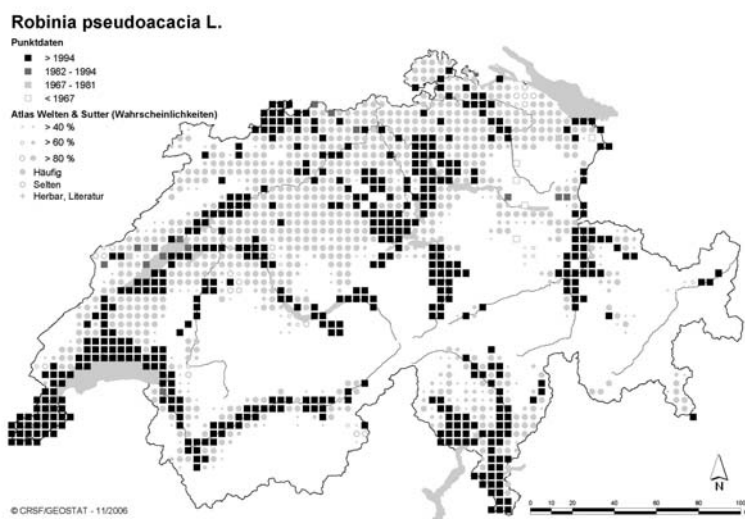 Robinia pseudoacacia L.
Punktdaten
> 1994
1982 - 1994
1967 - 1981
< 1967
Atlas Welten & Sutter (Wahrscheinlichkeiten)
> 40 %
> 60 %
> 80 %
Häufig
Selten
Herbar, Literatur
N
0 20 40 60 80 100
© CRSF/GEOSTAT - 11/2006